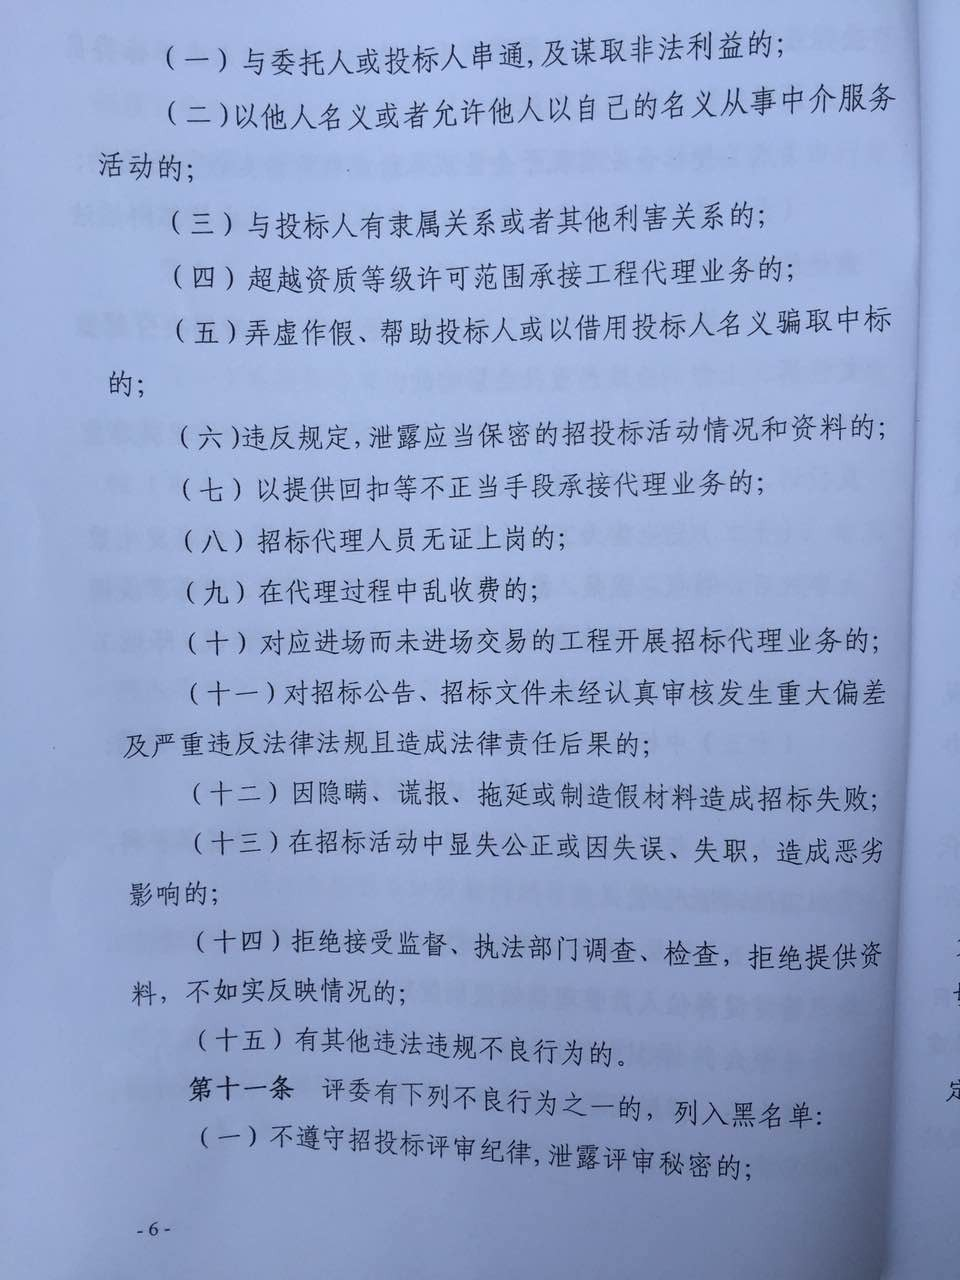 （一）与委托人或投标人串通，及谋取非法利益的；
（二）以他人名义或者允许他人以自己的名义从事中介服务
活动的；
（三）与投标人有隶属关系或者其他利害关系的；
（四）超越资质等级许可范围承接工程代理业务的；
（五）弄虚作假、帮助投标人或以借用投标人名义骗取中标
的；
（六）违反规定，泄露应当保密的招投标活动情况和资料的；
（七）以提供回扣等不正当手段承接代理业务的；
（八）招标代理人员无证上岗的；
（九）在代理过程中乱收费的；
（十）对应进场而未进场交易的工程开展招标代理业务的；
（十一）对招标公告、招标文件未经认真审核发生重大偏差
及严重违反法律法规且造成法律责任后果的；
（十二）因隐瞒、谎报、拖延或制造假材料造成招标失败；
（十三）在招标活动中显失公正或因失误、失职，造成恶劣
影响的；
（十四）拒绝接受监督、执法部门调查、检查，拒绝提供资
料，不如实反映情况的；
（十五）有其他违法违规不良行为的。
第十一条 评委有下列不良行为之一的，列入黑名单：
（一）不遵守招投标评审纪律，泄露评审秘密的；
- 6 -
定